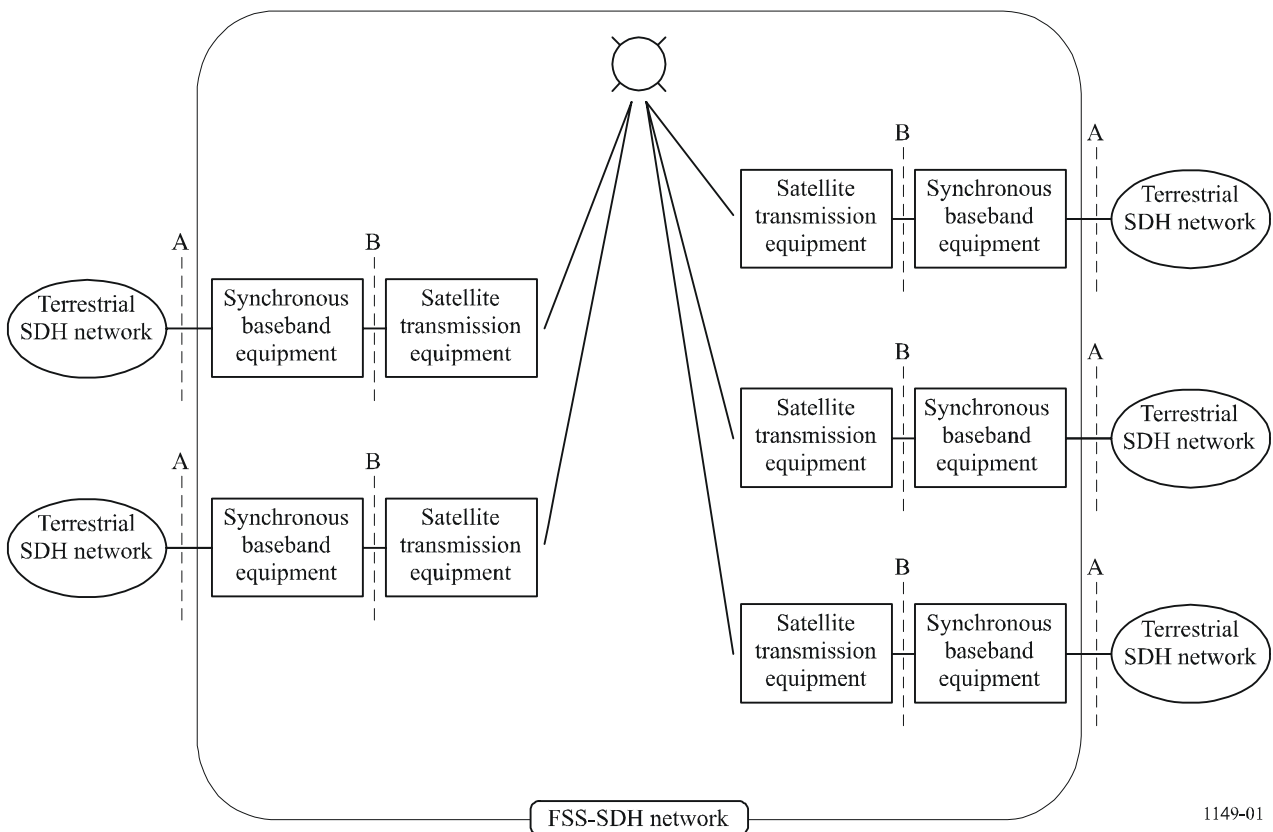 B
A
Satellite
transmission
equipment
Synchronous
baseband
equipment
Terrestrial
SDH network
A
B
Terrestrial
SDH network
Synchronous
baseband
equipment
Satellite
transmission
equipment
B
A
Satellite
transmission
equipment
Synchronous
baseband
equipment
Terrestrial
SDH network
A
B
Terrestrial
SDH network
Synchronous
baseband
equipment
Satellite
transmission
equipment
B
A
Satellite
transmission
equipment
Synchronous
baseband
equipment
Terrestrial
SDH network
FSS-SDH network
1149-01